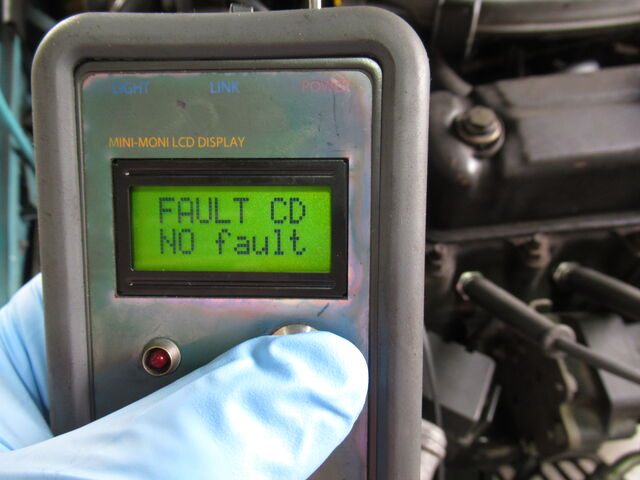 LIGHT LINK POWER
MINI-MONI LCD DISPLAY
FAULT CD
NO fault